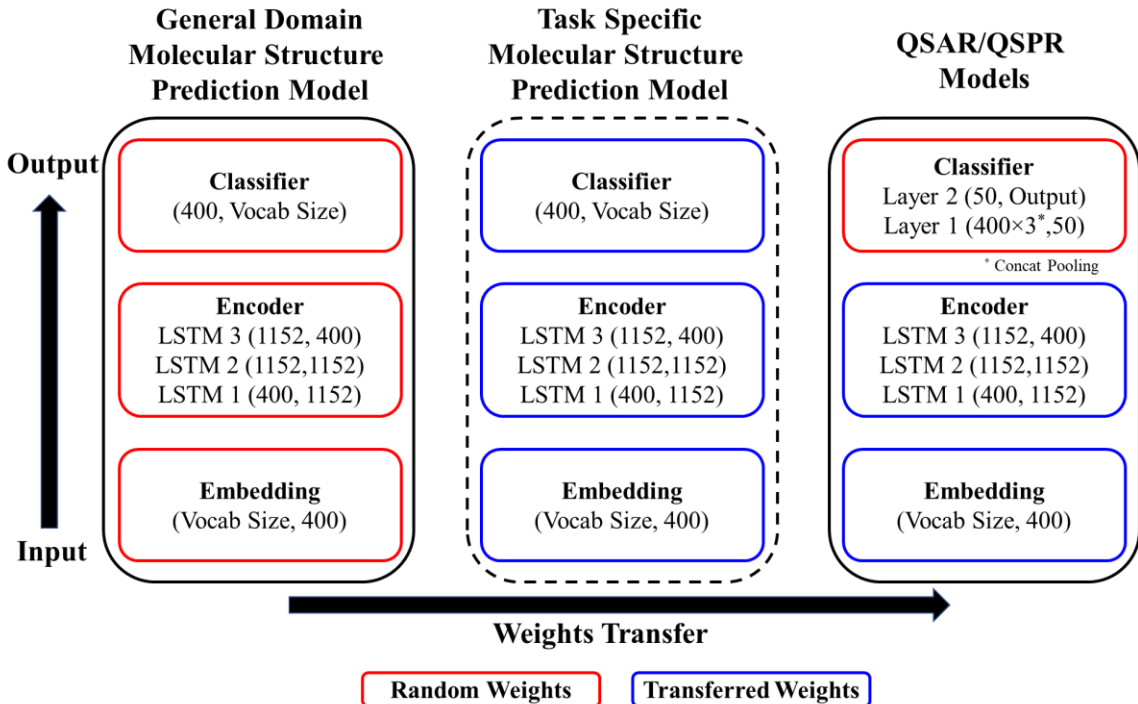 General Domain
Molecular Structure
Prediction Model
Task Specific
Molecular Structure
Prediction Model
QSAR/QSPR
Models
Output
Input
Classifier
(400, Vocab Size)
Encoder
LSTM 3 (1152, 400)
LSTM 2 (1152,1152)
LSTM 1 (400, 1152)
Embedding
(Vocab Size, 400)
Classifier
(400, Vocab Size)
Encoder
LSTM 3 (1152, 400)
LSTM 2 (1152,1152)
LSTM 1 (400, 1152)
Embedding
(Vocab Size, 400)
Classifier
Layer 2 (50, Output)
Layer 1 (400×3*,50)
* Concat Pooling
Encoder
LSTM 3 (1152, 400)
LSTM 2 (1152,1152)
LSTM 1 (400, 1152)
Embedding
(Vocab Size, 400)
Weights Transfer
Random Weights
Transferred Weights